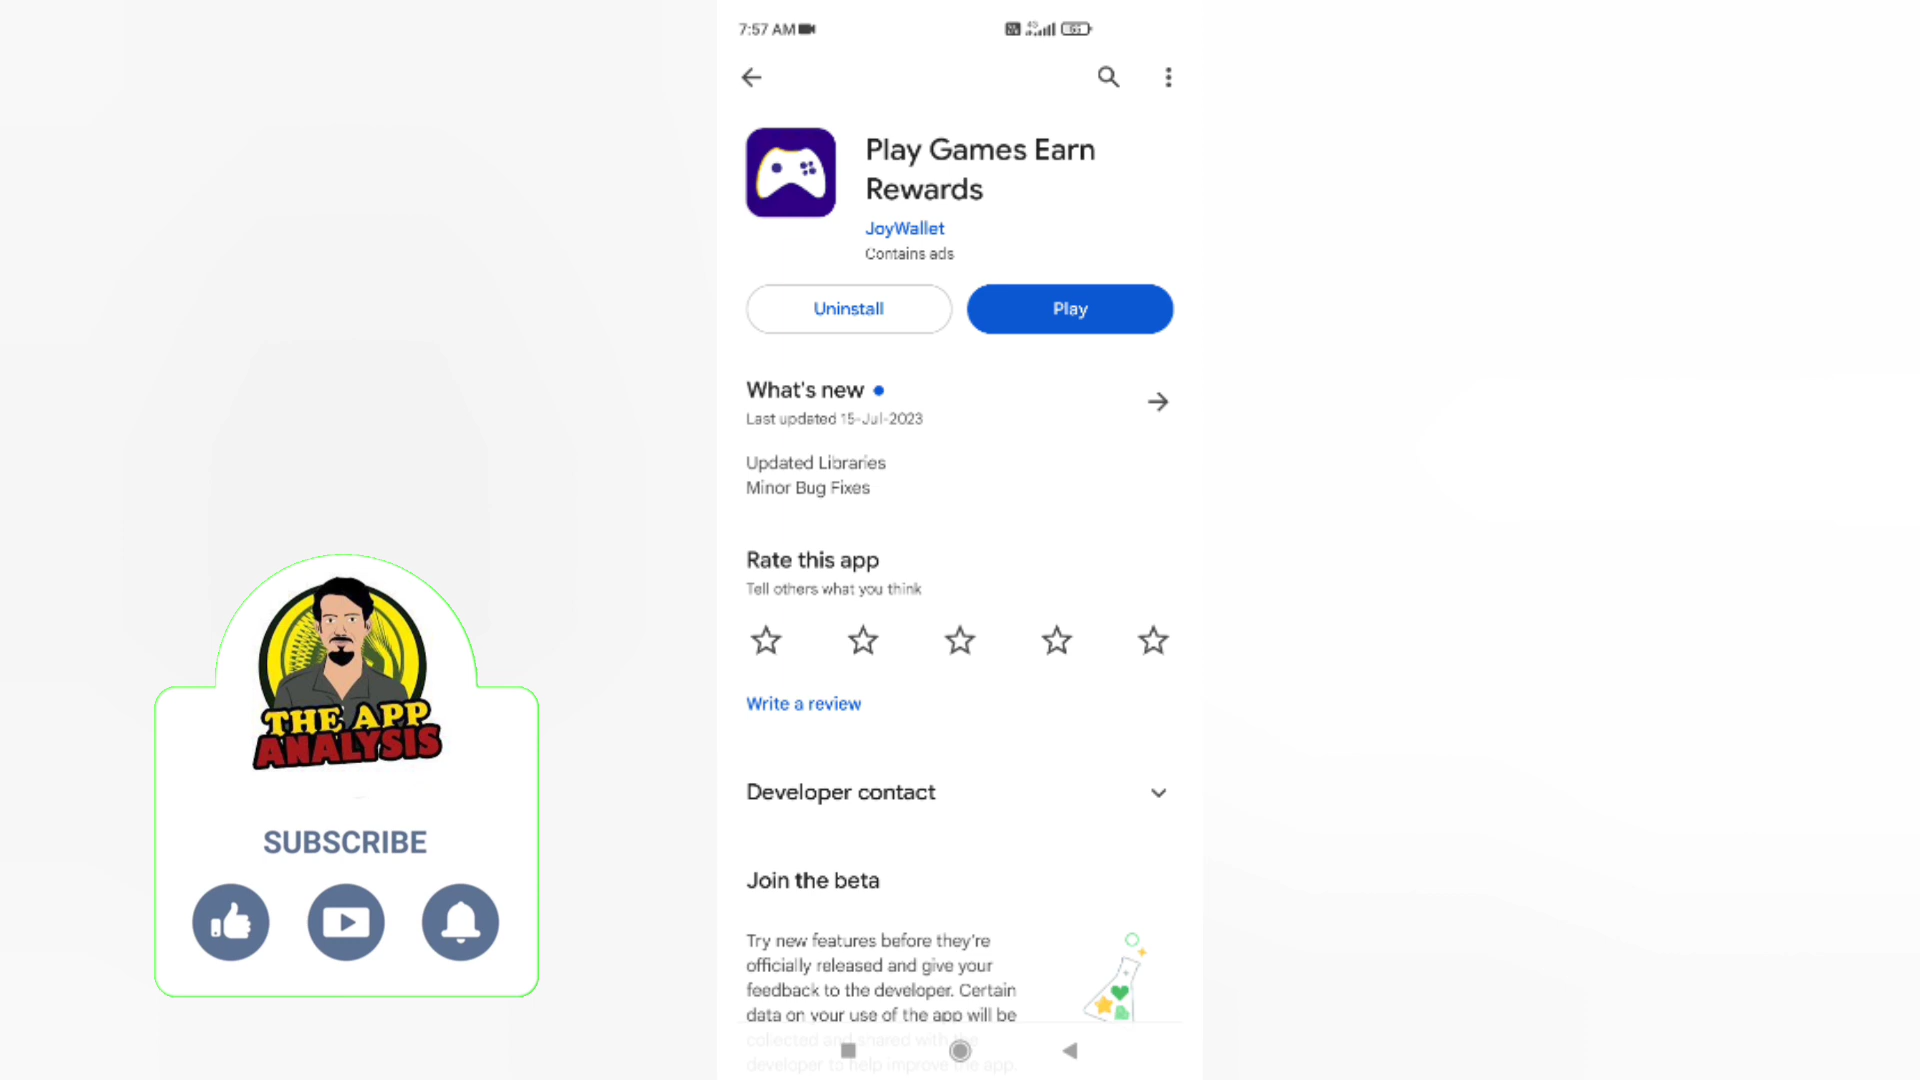 7:57 AM
4G
Play Games Earn
Rewards
JoyWallet
Contains ads
Uninstall
Play
What's new
Last updated 15-Jul-2023
Updated Libraries
Minor Bug Fixes
Rate this app
Tell others what you think
Write a review
Developer contact
Join the beta
Try new features before they're
officially released and give your
feedback to the developer. Certain
data on your use of the app will be
collected and shared with the
developer to help improve the app.
THE APP
ANALYSIS
SUBSCRIBE